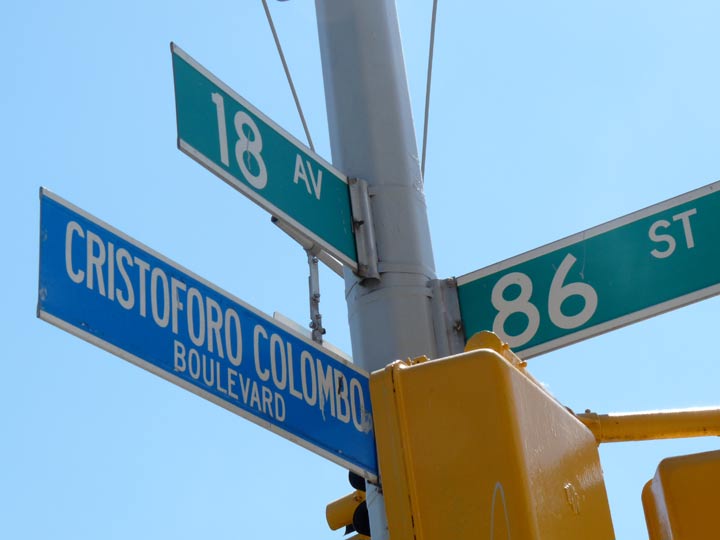 18 AV
86 ST
CRISTOFORO COLOMBO
BOULEVARD